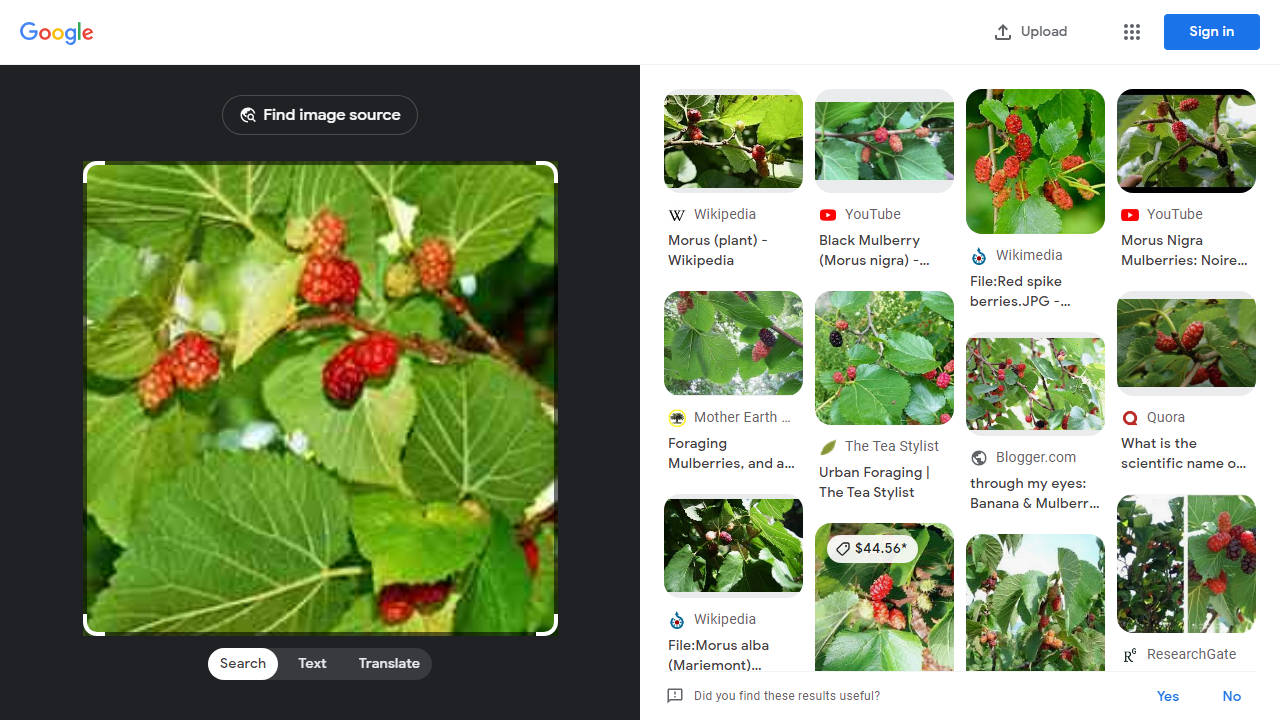 Google
Upload
Sign in
Find image source
Search
Text
Translate
Wikipedia
Morus (plant) -
Wikipedia
YouTube
Black Mulberry
(Morus nigra) -...
Wikimedia
File:Red spike
berries.JPG -...
YouTube
Morus Nigra
Mulberries: Noire...
Mother Earth ...
Foraging
Mulberries, and a...
The Tea Stylist
Urban Foraging |
The Tea Stylist
Blogger.com
through my eyes:
Banana & Mulberr...
Quora
What is the
scientific name o...
Wikipedia
File:Morus alba
(Mariemont)...
$44.56*
ResearchGate
Did you find these results useful?
Yes
No